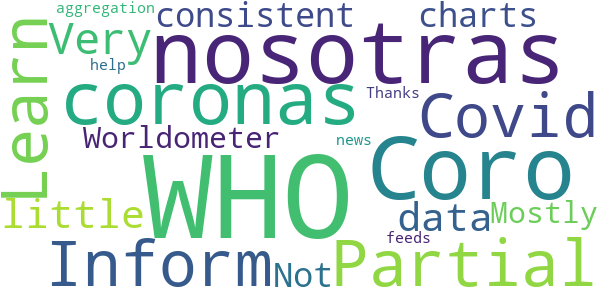 aggregation
Very consistent charts
help nosotras
Learn coronas Thanks Covid
Worldometer news
WHO Coro
little data Mostly
feeds
Inform Not Partial